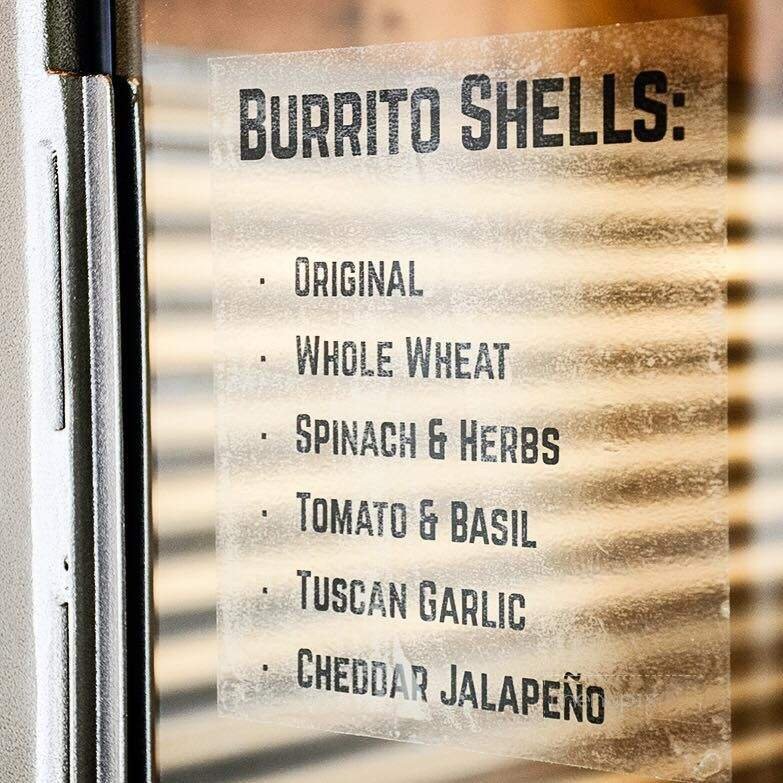 BURRITO SHELLS:
· ORIGINAL
· WHOLE WHEAT
· SPINACH & HERBS
· TOMATO & BASIL
· TUSCAN GARLIC
· CHEDDAR JALAPEÑO